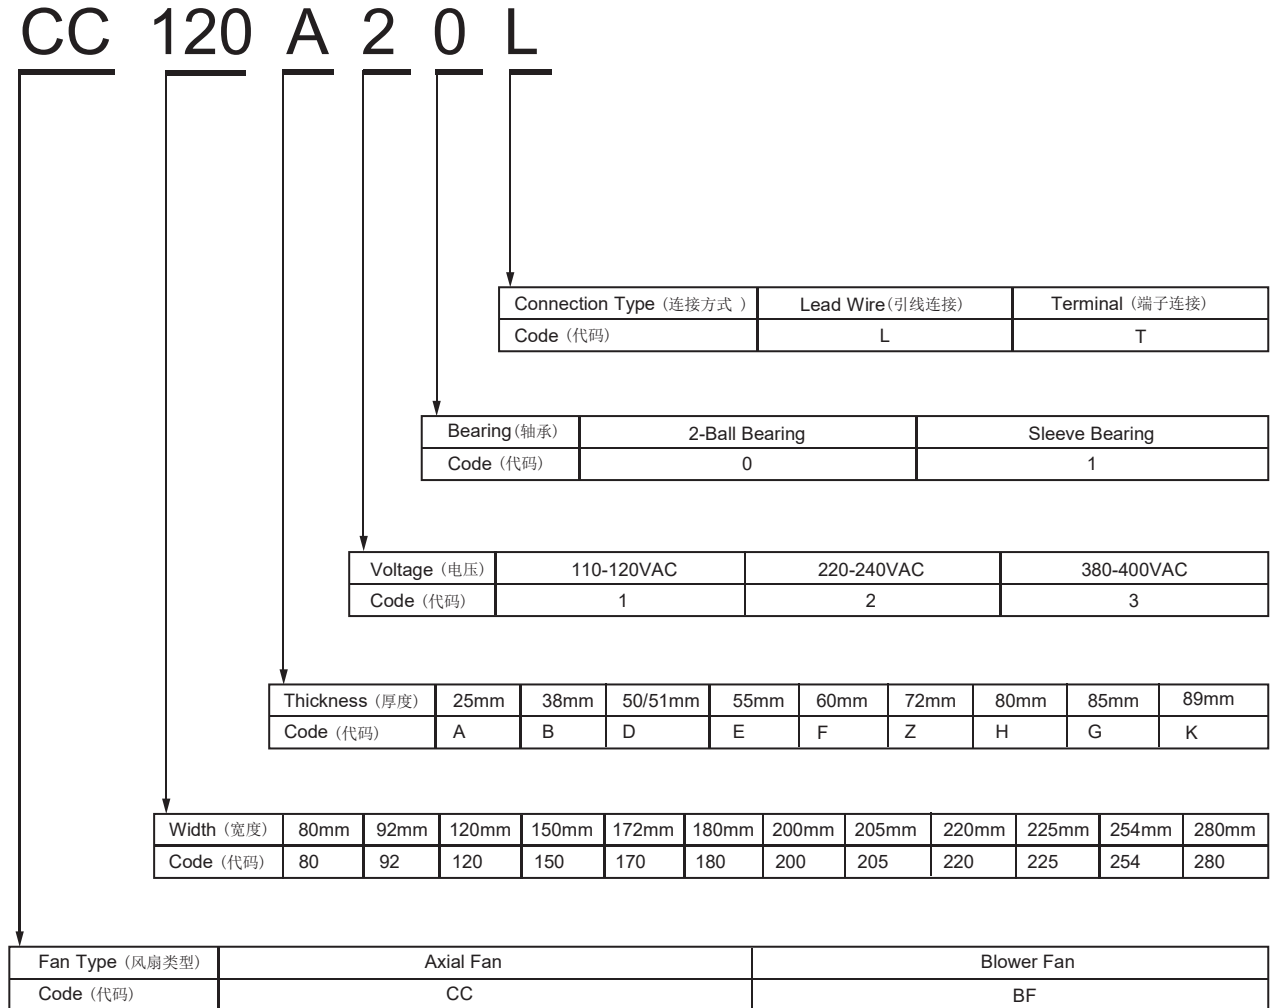 CC 120 A 2 0 L
Connection Type (连接方式 ) Lead Wire(引线连接) Terminal (端子连接)
Code (代码) L T
Bearing(轴承) 2-Ball Bearing Sleeve Bearing
Code (代码) 0 1
Voltage (电压) 110-120VAC 220-240VAC 380-400VAC
Code (代码) 1 2 3
Thickness (厚度) 25mm 38mm 50/51mm 55mm 60mm 72mm 80mm 85mm 89mm
Code (代码) A B D E F Z H G K
Width (宽度) 80mm 92mm 120mm 150mm 172mm 180mm 200mm 205mm 220mm 225mm 254mm 280mm
Code (代码) 80 92 120 150 170 180 200 205 220 225 254 280
Fan Type (风扇类型) Axial Fan Blower Fan
Code (代码) CC BF